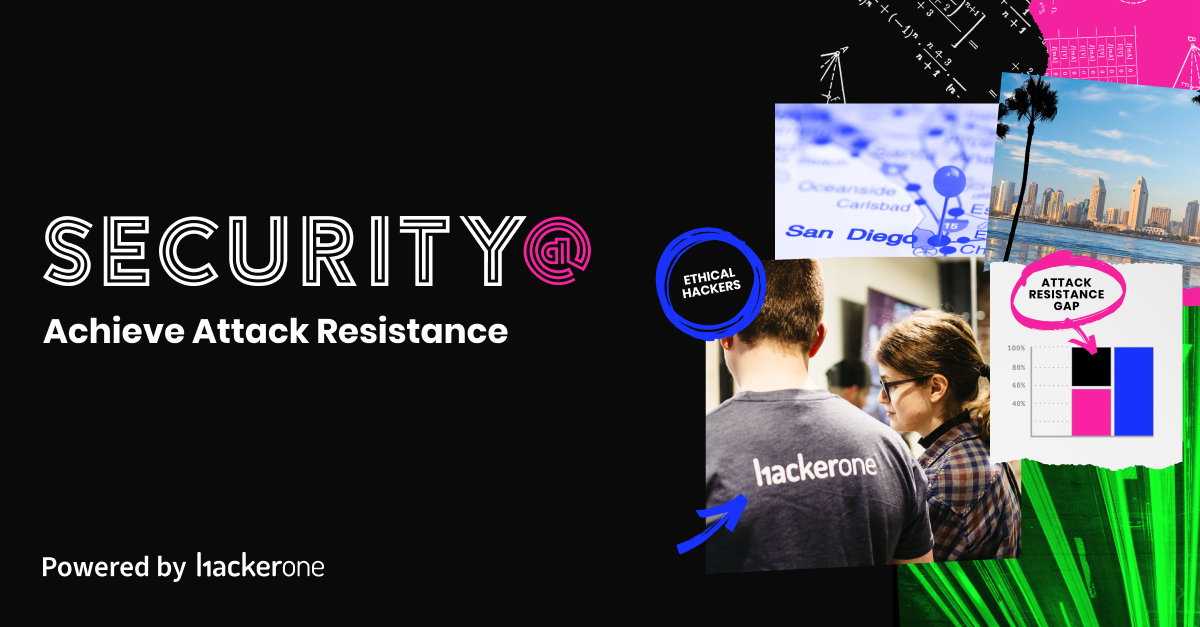 SECURITY@
Achieve Attack Resistance
Powered by hackerone
ETHICAL
HACKERS
hackerone
Oceanside
Carlsbad
San Diego
15
ATTACK
RESISTANCE
GAP
100%
80%
60%
40%